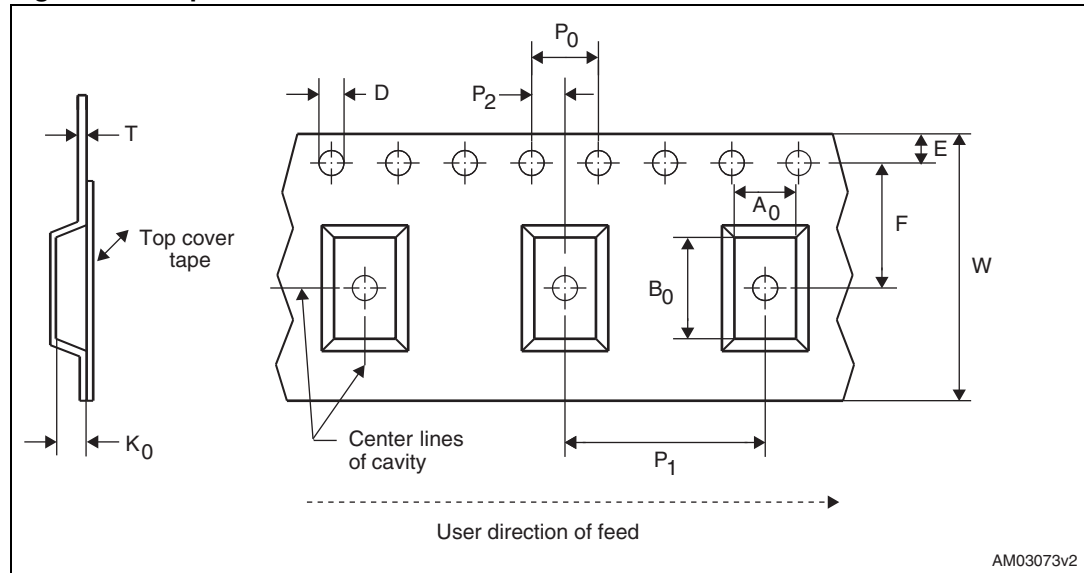 P0
D
P2
T
E
A0
F
Top cover
tape
W
B0
K0
Center lines
of cavity
P1
User direction of feed
AM03073v2